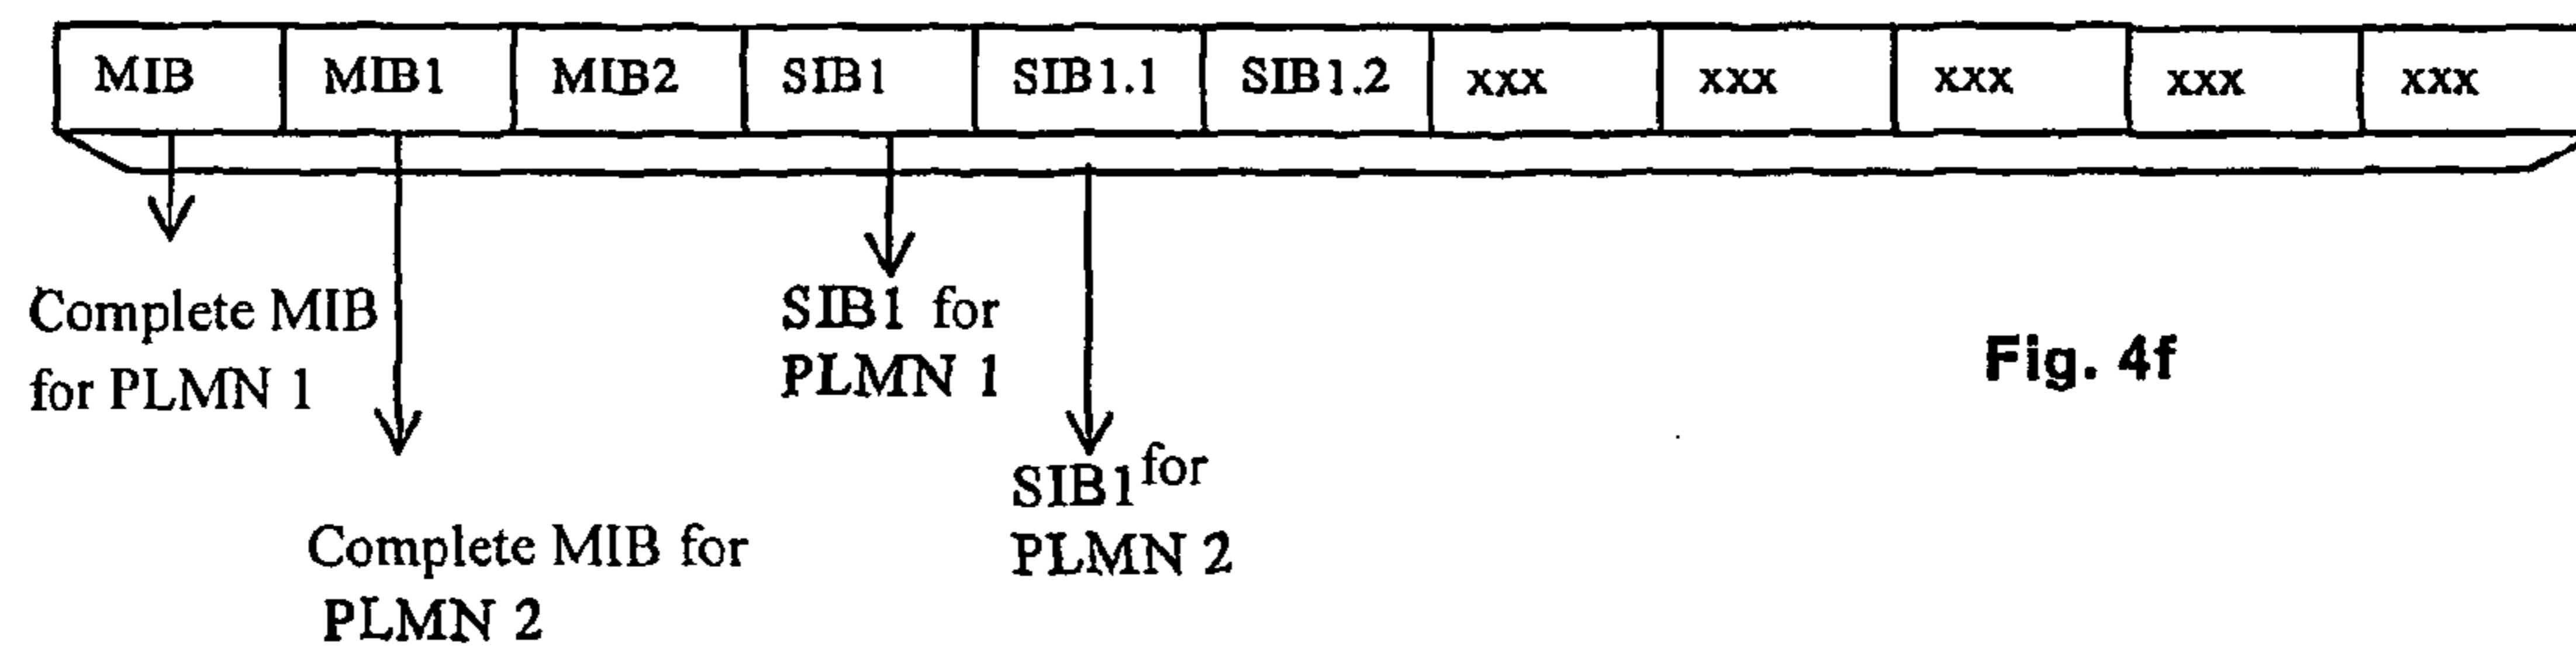 MIB MIB1 MIB2 SIB1 SIB1.1 SIB1.2 xxx xxx xxx xxx xxx
Complete MIB
for PLMN 1
SIB1 for
PLMN 1
Fig. 4f
SIB1 for
PLMN 2
Complete MIB for
PLMN 2